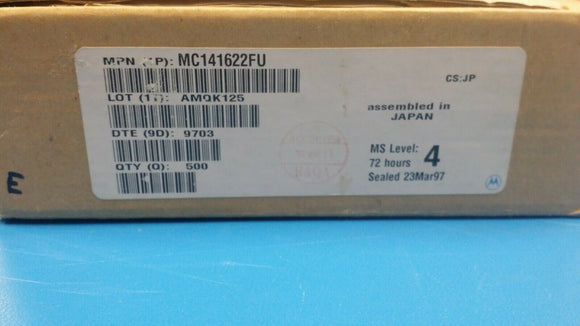 MPN (1P): MC141622FU
CS:JP
LOT (1T): AMQK125
assembled in
JAPAN
DTE (9D): 9703
MS Level: 4
72 hours
QTY (Q): 500
Sealed 23Mar97
E